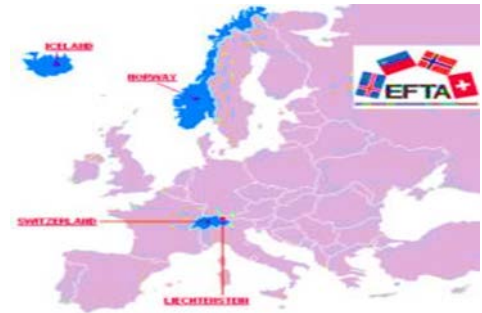 ICELAND
NORWAY
EFTA
SWITZERLAND
LIECHTENSTEIN